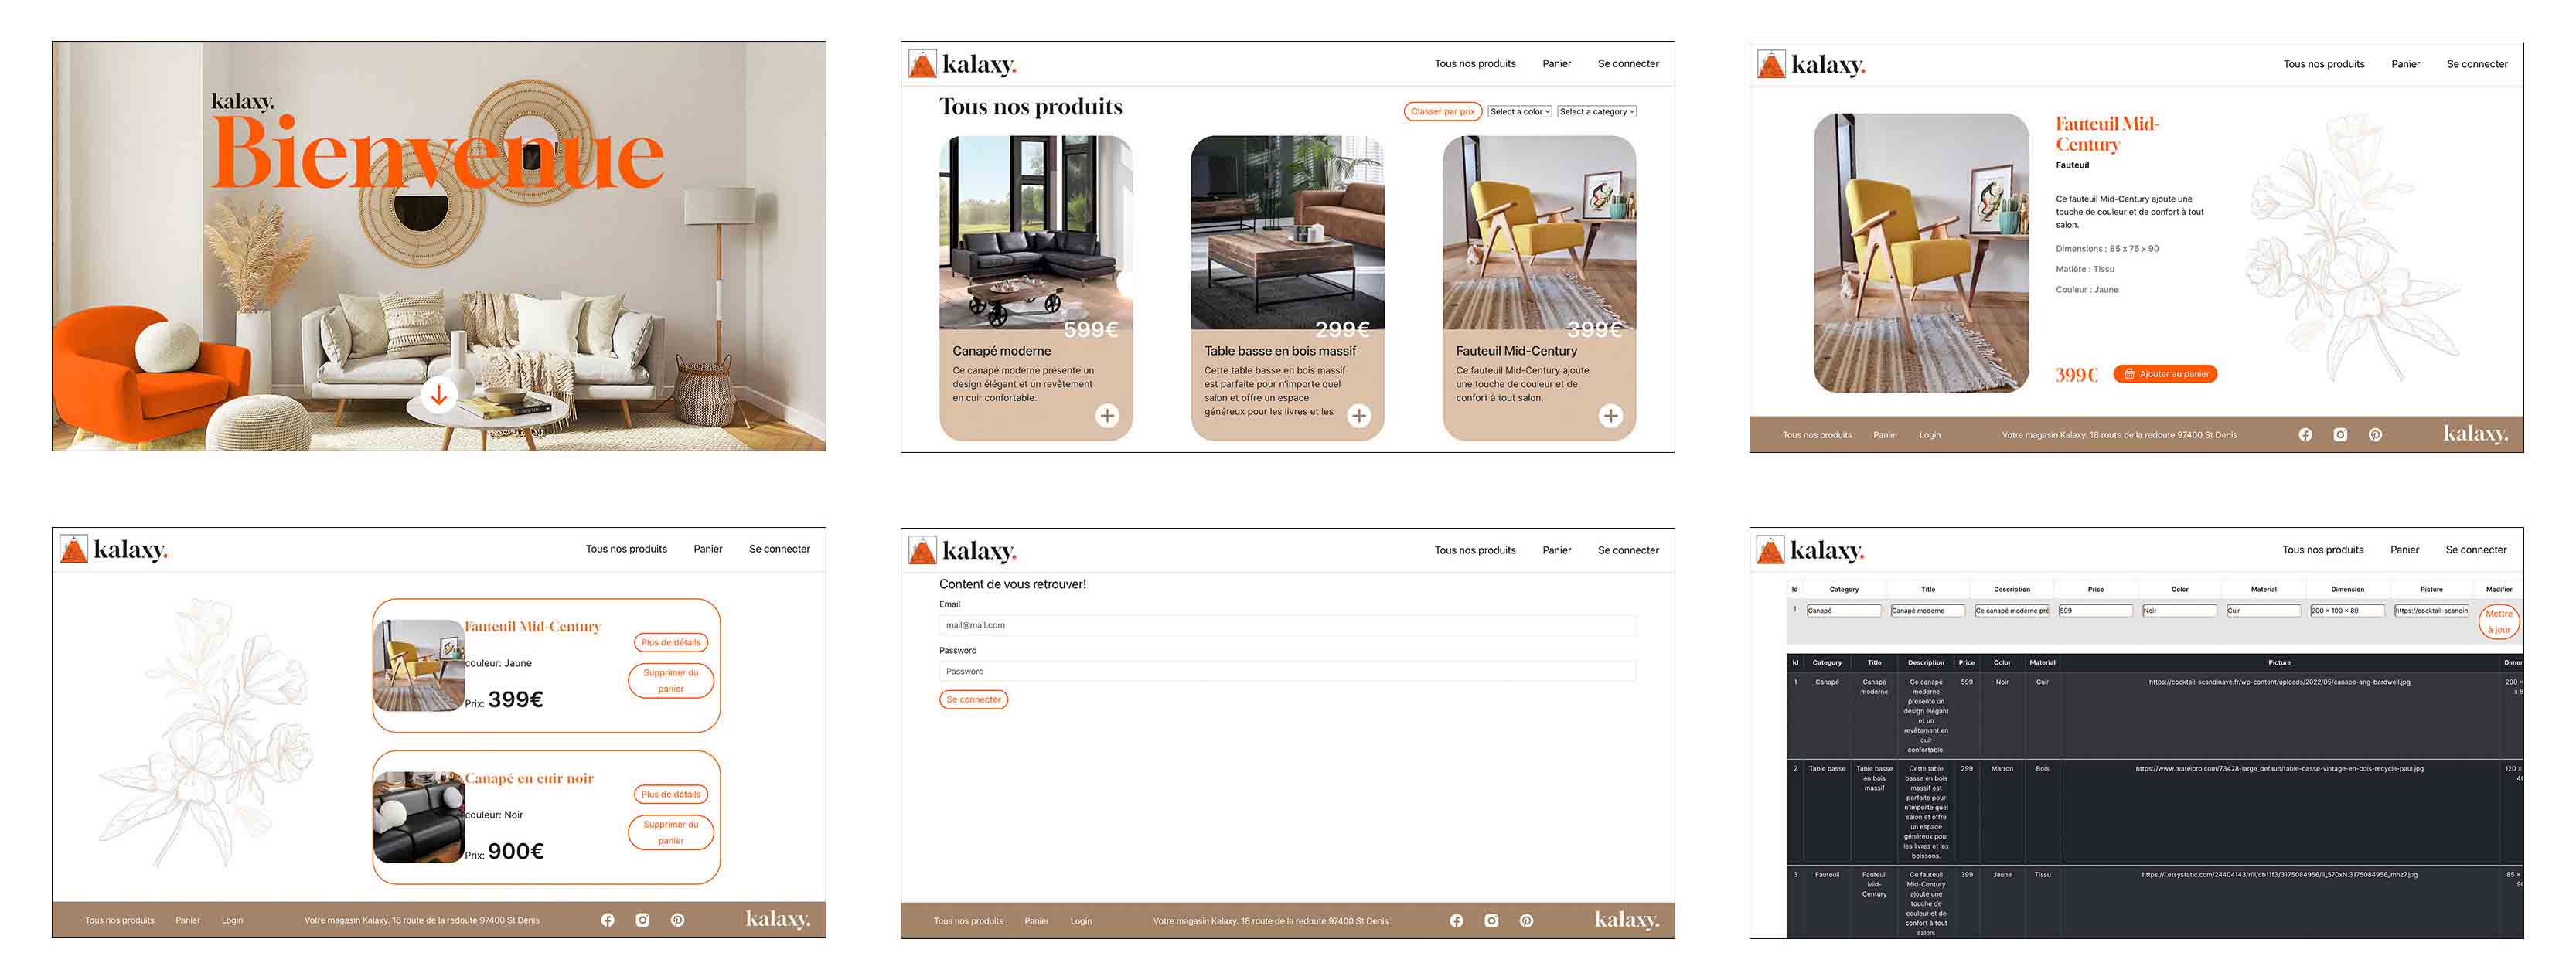 kalaxy.
Bienvenue
kalaxy.
Tous nos produits
Panier
Se connecter
Tous nos produits
Classer par prix
Select a color
Select a category
599€
Canapé moderne
Ce canapé moderne présente un
design élégant et un revêtement
en cuir confortable.
299€
Table basse en bois massif
Cette table basse en bois massif
est parfaite pour n'importe quel
salon et offre un espace
généreux pour les livres et les
399€
Fauteuil Mid-Century
Ce fauteuil Mid-Century ajoute
une touche de couleur et de
confort à tout salon.
kalaxy.
Tous nos produits
Panier
Se connecter
Fauteuil Mid-
Century
Fauteuil
Ce fauteuil Mid-Century ajoute une
touche de couleur et de confort à tout
salon.
Dimensions : 85 x 75 x 90
Matière : Tissu
Couleur : Jaune
399€
Ajouter au panier
Tous nos produits
Panier
Login
Votre magasin Kalaxy. 18 route de la redoute 97400 St Denis
kalaxy.
kalaxy.
Tous nos produits
Panier
Se connecter
Fauteuil Mid-Century
couleur: Jaune
Prix: 399€
Plus de détails
Supprimer du
panier
Canapé en cuir noir
couleur: Noir
Prix: 900€
Plus de détails
Supprimer du
panier
Tous nos produits
Panier
Login
Votre magasin Kalaxy. 18 route de la redoute 97400 St Denis
kalaxy.
kalaxy.
Tous nos produits
Panier
Se connecter
Content de vous retrouver!
Email
mail@mail.com
Password
Password
Se connecter
Tous nos produits
Panier
Login
Votre magasin Kalaxy. 18 route de la redoute 97400 St Denis
kalaxy.
kalaxy.
Tous nos produits
Panier
Se connecter
Id Category Title Description Price Color Material Dimension Picture Modifier
1 Canapé Canapé moderne Ce canapé moderne pré 599 Noir Cuir 200 x 100 x 80 https://cocktail-scandin
Mettre
à jour
Id Category Title Description Price Color Material Picture Dimen
1 Canapé
Canapé
moderne
Ce canapé
moderne
présente un
design élégant
et un
revêtement en
cuir
confortable.
599 Noir Cuir https://cocktail-scandinave.fr/wp-content/uploads/2022/05/canape-ang-bardwell.jpg
200 x
x 8
2 Table basse
Table basse
en bois
massif
Cette table
basse en bois
massif est
parfaite pour
n'importe quel
salon et offre
un espace
généreux pour
les livres et les
boissons.
299 Marron Bois https://www.matelpro.com/73428-large_default/table-basse-vintage-en-bois-recycle-paul.jpg
120 x
40
3 Fauteuil
Fauteuil
Mid-
Century
Ce fauteuil
Mid-Century
ajoute une
touche de
couleur et de
confort à tout
salon.
399 Jaune Tissu https://i.etsystatic.com/24404143/r/il/cb11f3/3175084956/il_570xN.3175084956_mhz7.jpg
85 x
90